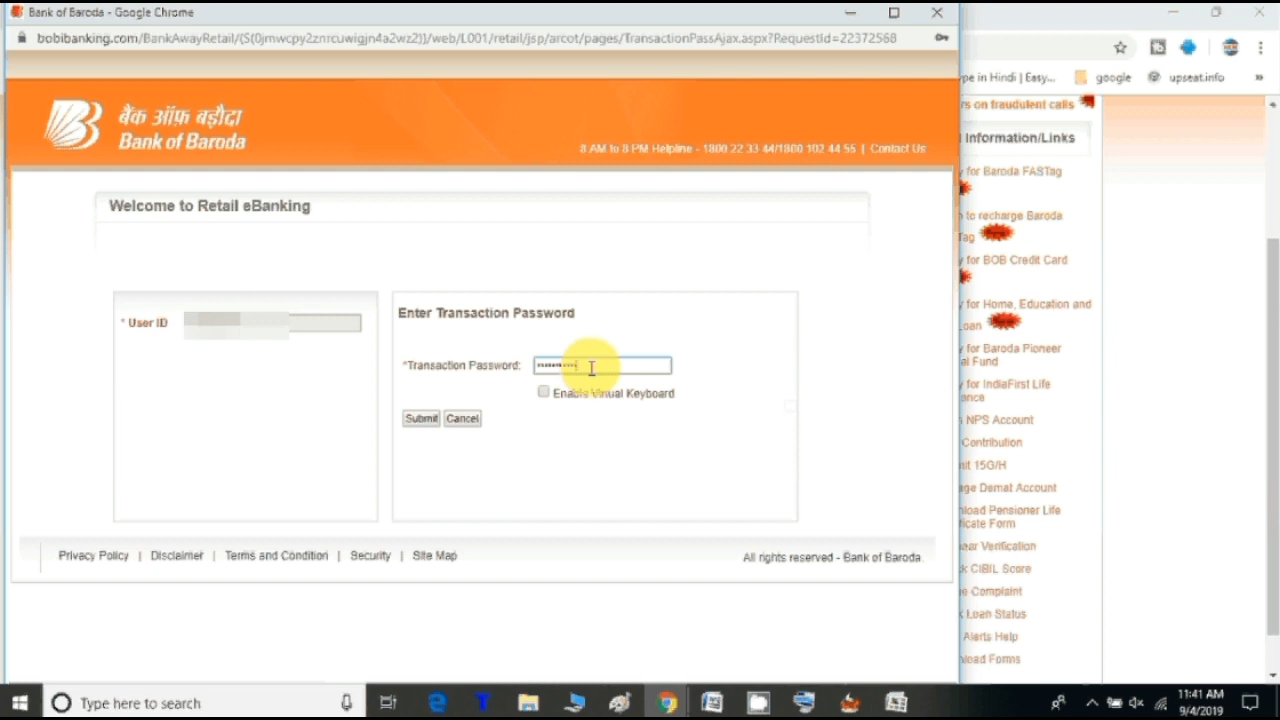 Bank of Baroda - Google Chrome
bobibanking.com/BankAwayRetail/(S(0jmwcpy2znrcuwigjn4a2wz2))/web/L001/retail/jsp/arcot/pages/TransactionPassAjax.aspx?RequestId=22372568
pe in Hindi | Easy...
google
upseat.info
»
बैंक ऑफ़ बड़ौदा
Bank of Baroda
8 AM to 8 PM Helpline - 1800 22 33 44/1800 102 44 55 | Contact Us
rs on fraudulent calls
Information/Links
y for Baroda FASTag
to recharge Baroda
Tag
y for BOB Credit Card
y for Home, Education and
Loan
y for Baroda Pioneer
al Fund
y for IndiaFirst Life
ance
NPS Account
Contribution
it 15G/H
ge Demat Account
load Pensioner Life
icate Form
ear Verification
k CIBIL Score
e Complaint
k Loan Status
Alerts Help
nload Forms
Welcome to Retail eBanking
* User ID
Enter Transaction Password
*Transaction Password:
Enable Virtual Keyboard
Submit Cancel
Privacy Policy | Disclaimer | Terms and Condition | Security | Site Map
All rights reserved - Bank of Baroda.
Type here to search
11:41 AM
9/4/2019